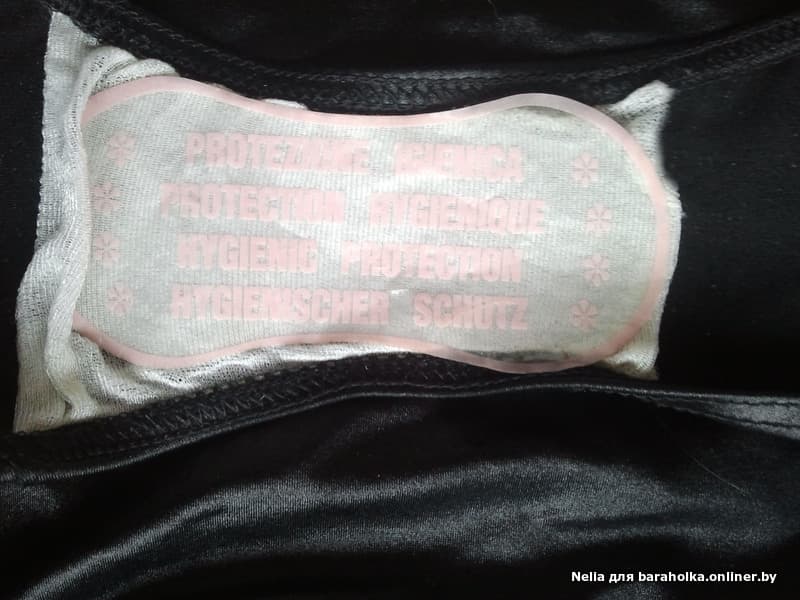 PROTEZIONE IGIENICA
PROTECTION HYGIENIQUE
HYGIENIC PROTECTION
HYGIENISCHER SCHUTZ
Nella для baraholka.onliner.by